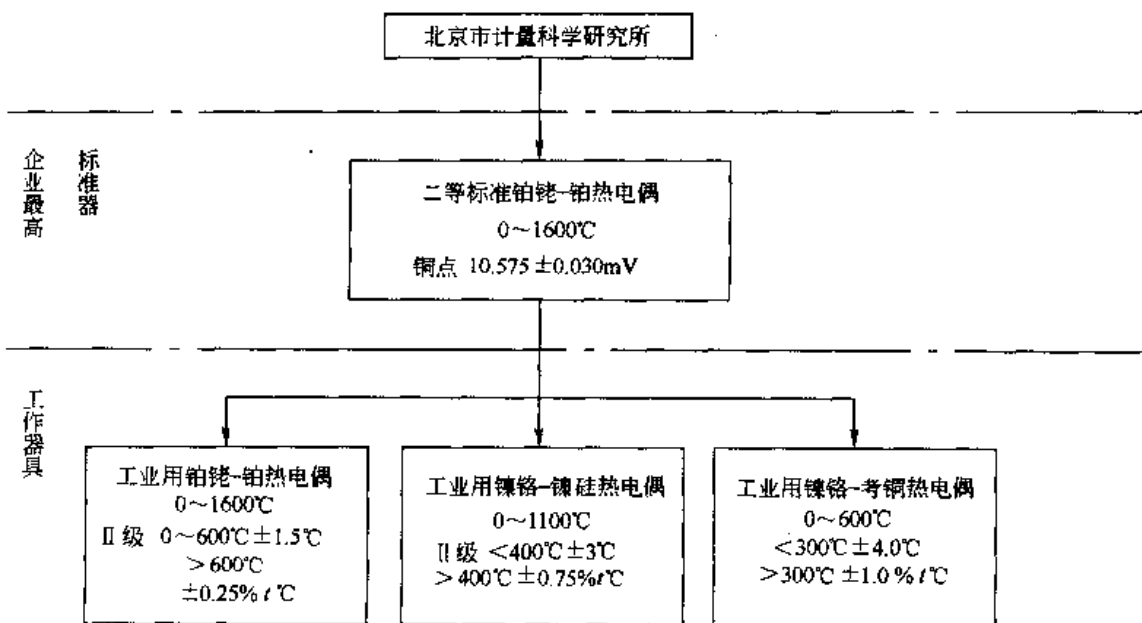 北京市计量科学研究所
企业最高
标准器
二等标准铂铑-铂热电偶
0～1600℃
铜点 10.575±0.030mV
工作器具
工业用铂铑-铂热电偶
0～1600℃
Ⅱ级 0～600℃±1.5℃
>600℃
±0.25% t ℃
工业用镍铬-镍硅热电偶
0～1100℃
Ⅱ级 <400℃±3℃
>400℃±0.75%t℃
工业用镍铬-考铜热电偶
0～600℃
<300℃±4.0℃
>300℃±1.0%t℃